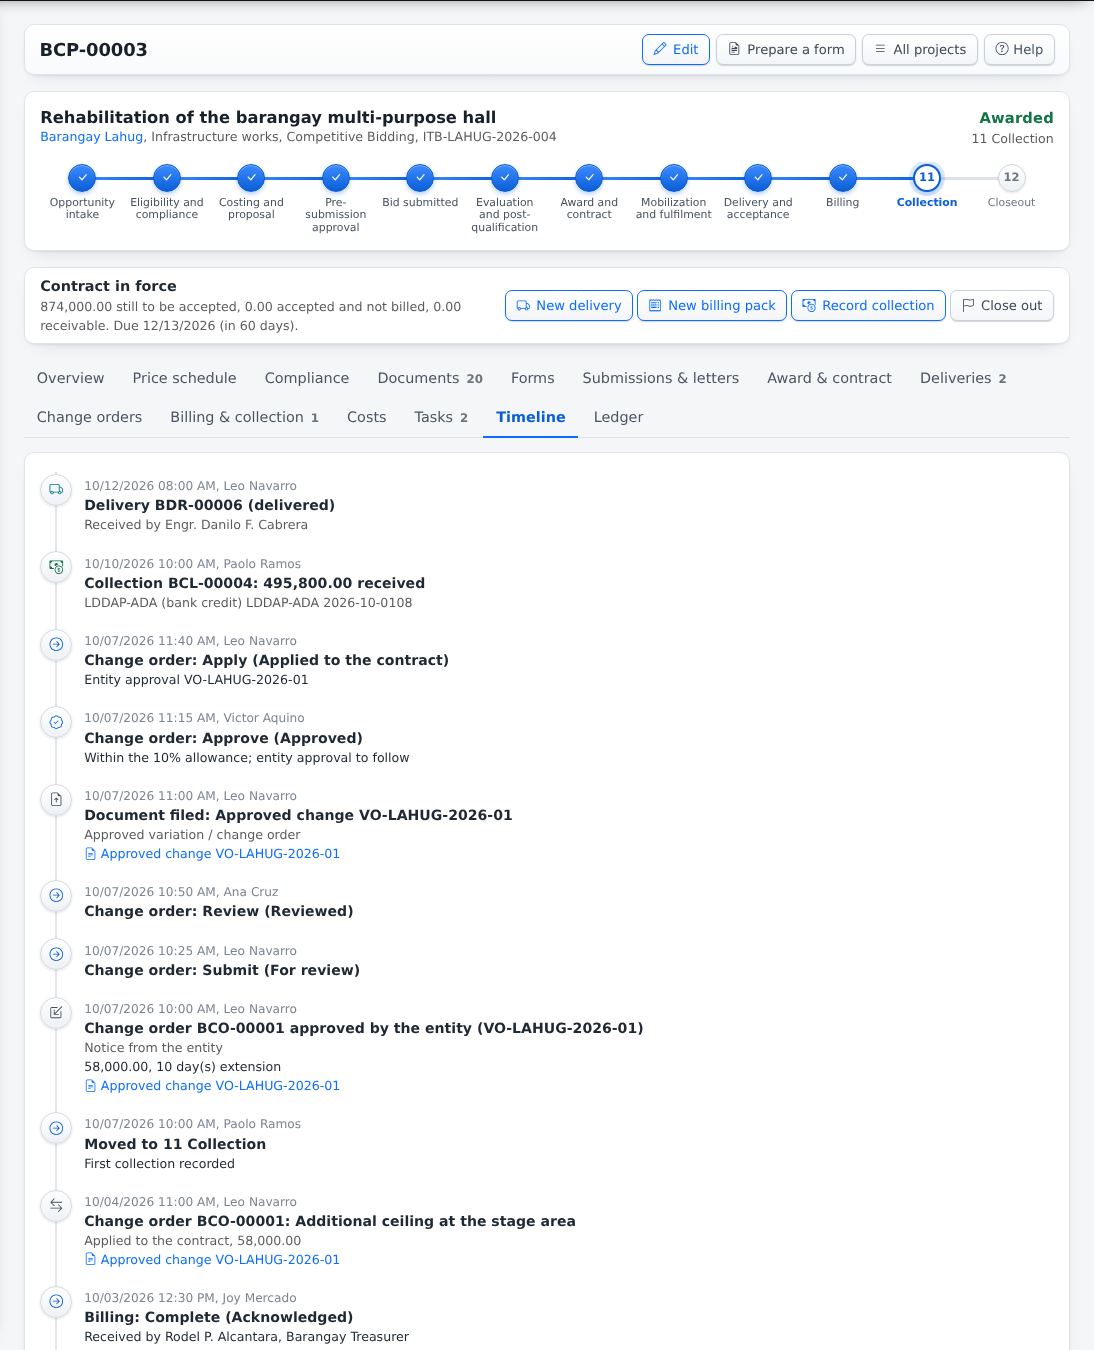 BCP-00003
Edit
Prepare a form
All projects
Help
Rehabilitation of the barangay multi-purpose hall
Barangay Lahug, Infrastructure works, Competitive Bidding, ITB-LAHUG-2026-004
Awarded
11 Collection
11
12
Opportunity intake
Eligibility and compliance
Costing and proposal
Pre-submission approval
Bid submitted
Evaluation and post-qualification
Award and contract
Mobilization and fulfilment
Delivery and acceptance
Billing
Collection
Closeout
Contract in force
874,000.00 still to be accepted, 0.00 accepted and not billed, 0.00
receivable. Due 12/13/2026 (in 60 days).
New delivery
New billing pack
Record collection
Close out
Overview
Price schedule
Compliance
Documents 20
Forms
Submissions & letters
Award & contract
Deliveries 2
Change orders
Billing & collection 1
Costs
Tasks 2
Timeline
Ledger
10/12/2026 08:00 AM, Leo Navarro
Delivery BDR-00006 (delivered)
Received by Engr. Danilo F. Cabrera
10/10/2026 10:00 AM, Paolo Ramos
Collection BCL-00004: 495,800.00 received
LDDAP-ADA (bank credit) LDDAP-ADA 2026-10-0108
10/07/2026 11:40 AM, Leo Navarro
Change order: Apply (Applied to the contract)
Entity approval VO-LAHUG-2026-01
10/07/2026 11:15 AM, Victor Aquino
Change order: Approve (Approved)
Within the 10% allowance; entity approval to follow
10/07/2026 11:00 AM, Leo Navarro
Document filed: Approved change VO-LAHUG-2026-01
Approved variation / change order
Approved change VO-LAHUG-2026-01
10/07/2026 10:50 AM, Ana Cruz
Change order: Review (Reviewed)
10/07/2026 10:25 AM, Leo Navarro
Change order: Submit (For review)
10/07/2026 10:00 AM, Leo Navarro
Change order BCO-00001 approved by the entity (VO-LAHUG-2026-01)
Notice from the entity
58,000.00, 10 day(s) extension
Approved change VO-LAHUG-2026-01
10/07/2026 10:00 AM, Paolo Ramos
Moved to 11 Collection
First collection recorded
10/04/2026 11:00 AM, Leo Navarro
Change order BCO-00001: Additional ceiling at the stage area
Applied to the contract, 58,000.00
Approved change VO-LAHUG-2026-01
10/03/2026 12:30 PM, Joy Mercado
Billing: Complete (Acknowledged)
Received by Rodel P. Alcantara, Barangay Treasurer